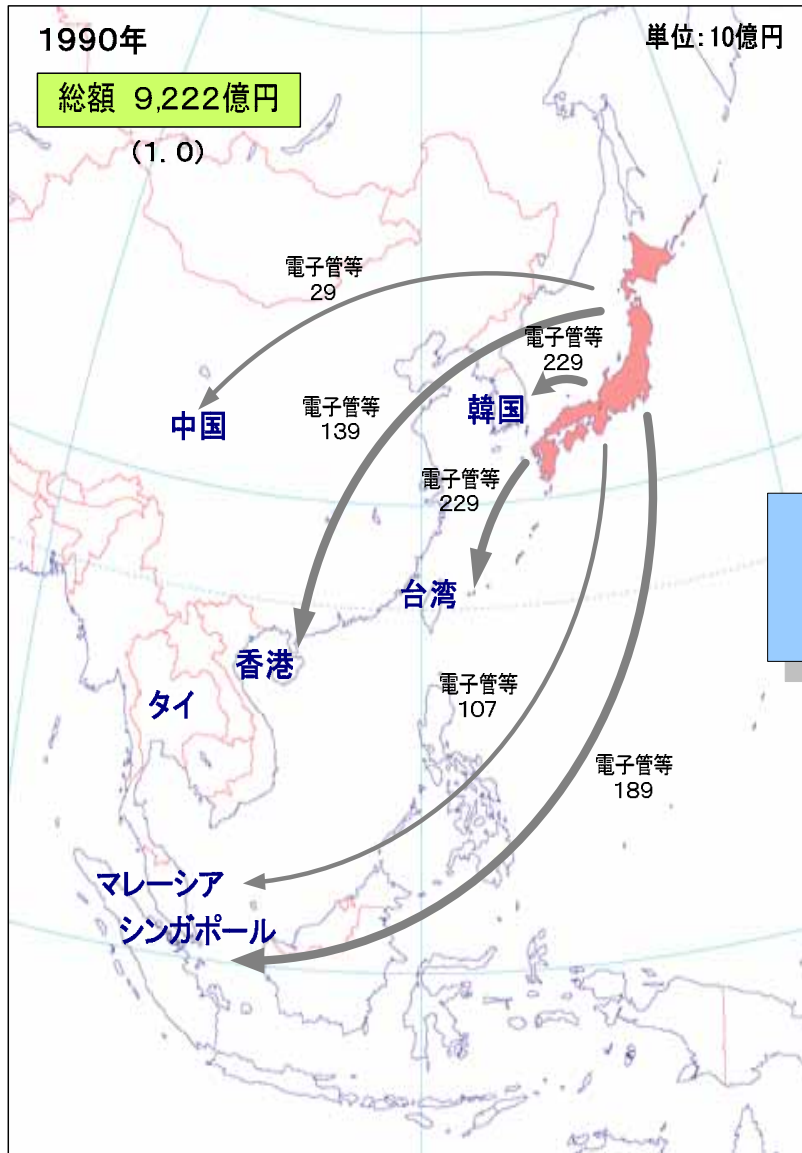 1990年
単位:10億円
総額 9,222億円
(1.0)
電子管等
29
電子管等
229
韓国
中国
電子管等
139
電子管等
229
台湾
香港
タイ
電子管等
107
電子管等
189
マレーシア
シンガポール